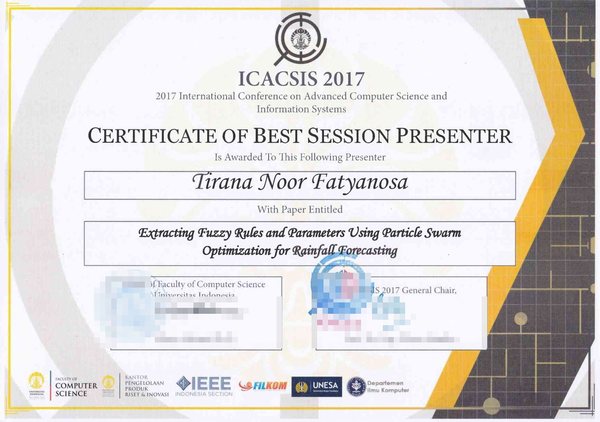 ICACSIS 2017
2017 International Conference on Advanced Computer Science and
Information Systems
CERTIFICATE OF BEST SESSION PRESENTER
Is Awarded To This Following Presenter
Tirana Noor Fatyanosa
With Paper Entitled
Extracting Fuzzy Rules and Parameters Using Particle Swarm
Optimization for Rainfall Forecasting
of Faculty of Computer Science
Universitas Indonesia
IS 2017 General Chair,
FACULTY OF
COMPUTER
SCIENCE
KANTOR
PENGELOLAAN
PRODUK
RISET & INOVASI
IEEE
INDONESIA SECTION
FILKOM
UNESA
Departemen
Ilmu Komputer